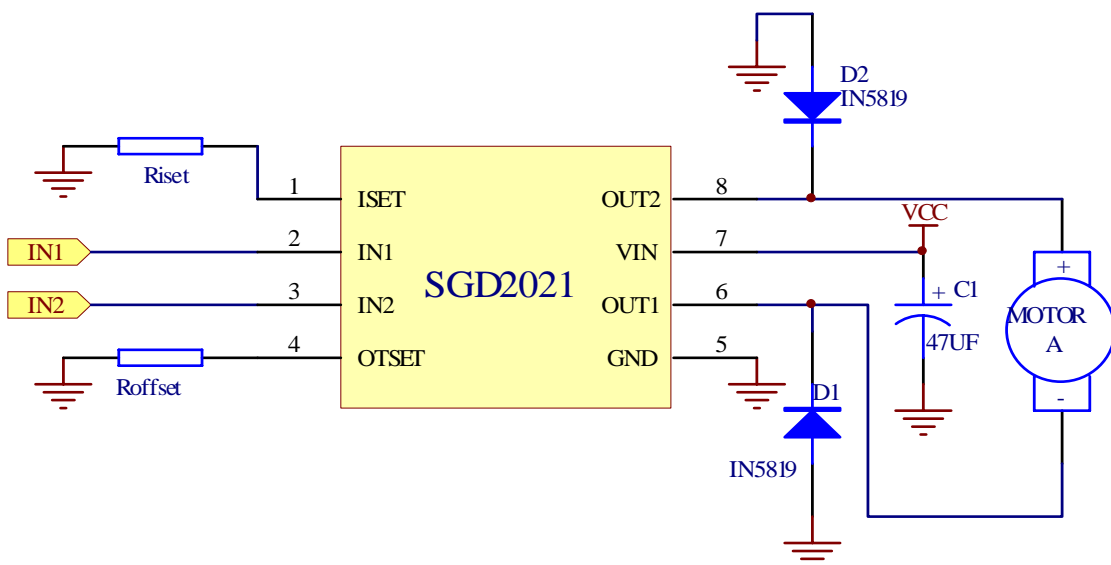 D2
IN5819
Riset
1
ISET
OUT2
8
VCC
IN1
2
IN1
VIN
7
+
SGD2021
+
C1
IN2
3
IN2
OUT1
6
MOTOR
A
47UF
4
OTSET
GND
5
Roffset
D1
-
IN5819